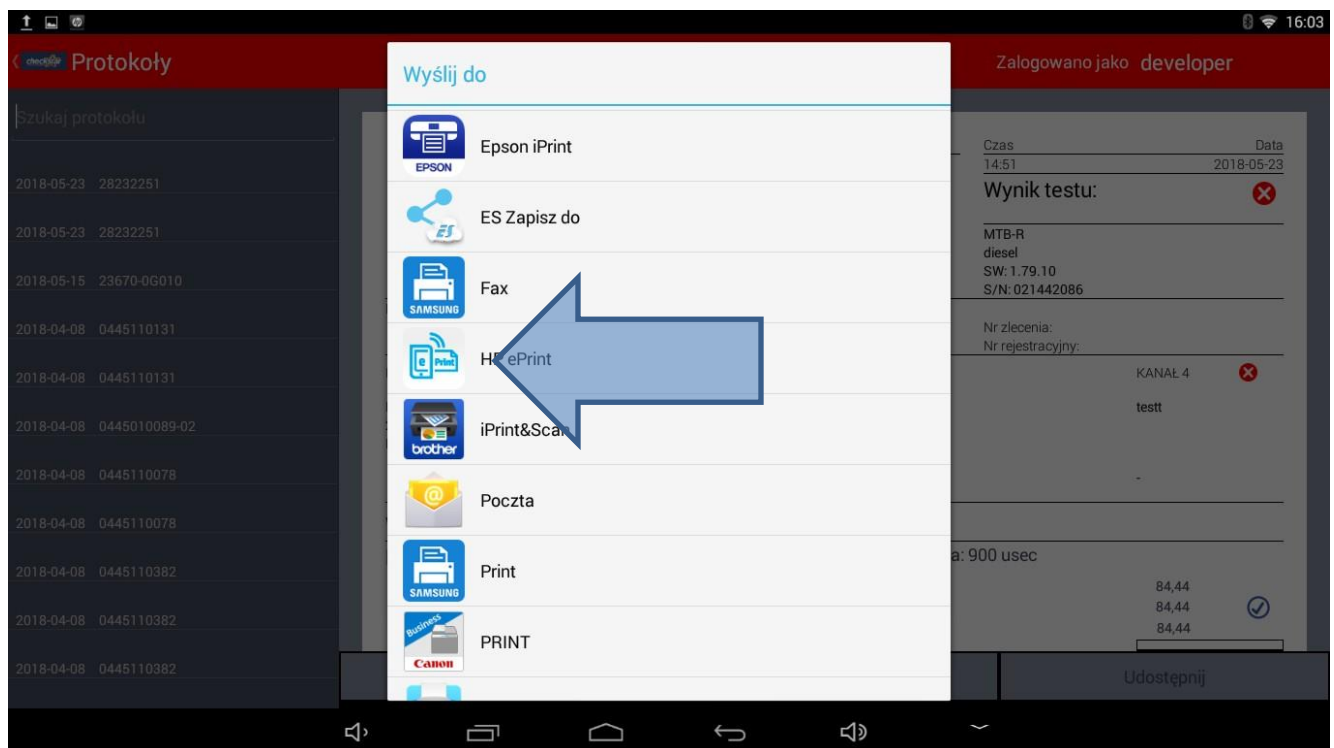 16:03
Protokoły
Zalogowano jako developer
Szukaj protokołu
2018-05-23 28232251
2018-05-23 28232251
2018-05-15 23670-0G010
2018-04-08 0445110131
2018-04-08 0445110131
2018-04-08 0445010089-02
2018-04-08 0445110078
2018-04-08 0445110078
2018-04-08 0445110382
2018-04-08 0445110382
2018-04-08 0445110382
Wyślij do
EPSON
Epson iPrint
ES
ES Zapisz do
SAMSUNG
Fax
e Print
HP ePrint
brother
iPrint&Scan
@
Poczta
SAMSUNG
Print
Business
Canon
PRINT
Czas Data
14:51 2018-05-23
Wynik testu:
MTB-R
diesel
SW: 1.79.10
S/N: 021442086
Nr zlecenia:
Nr rejestracyjny:
KANAŁ 4
testt
-
a: 900 usec
84,44
84,44
84,44
Udostępnij